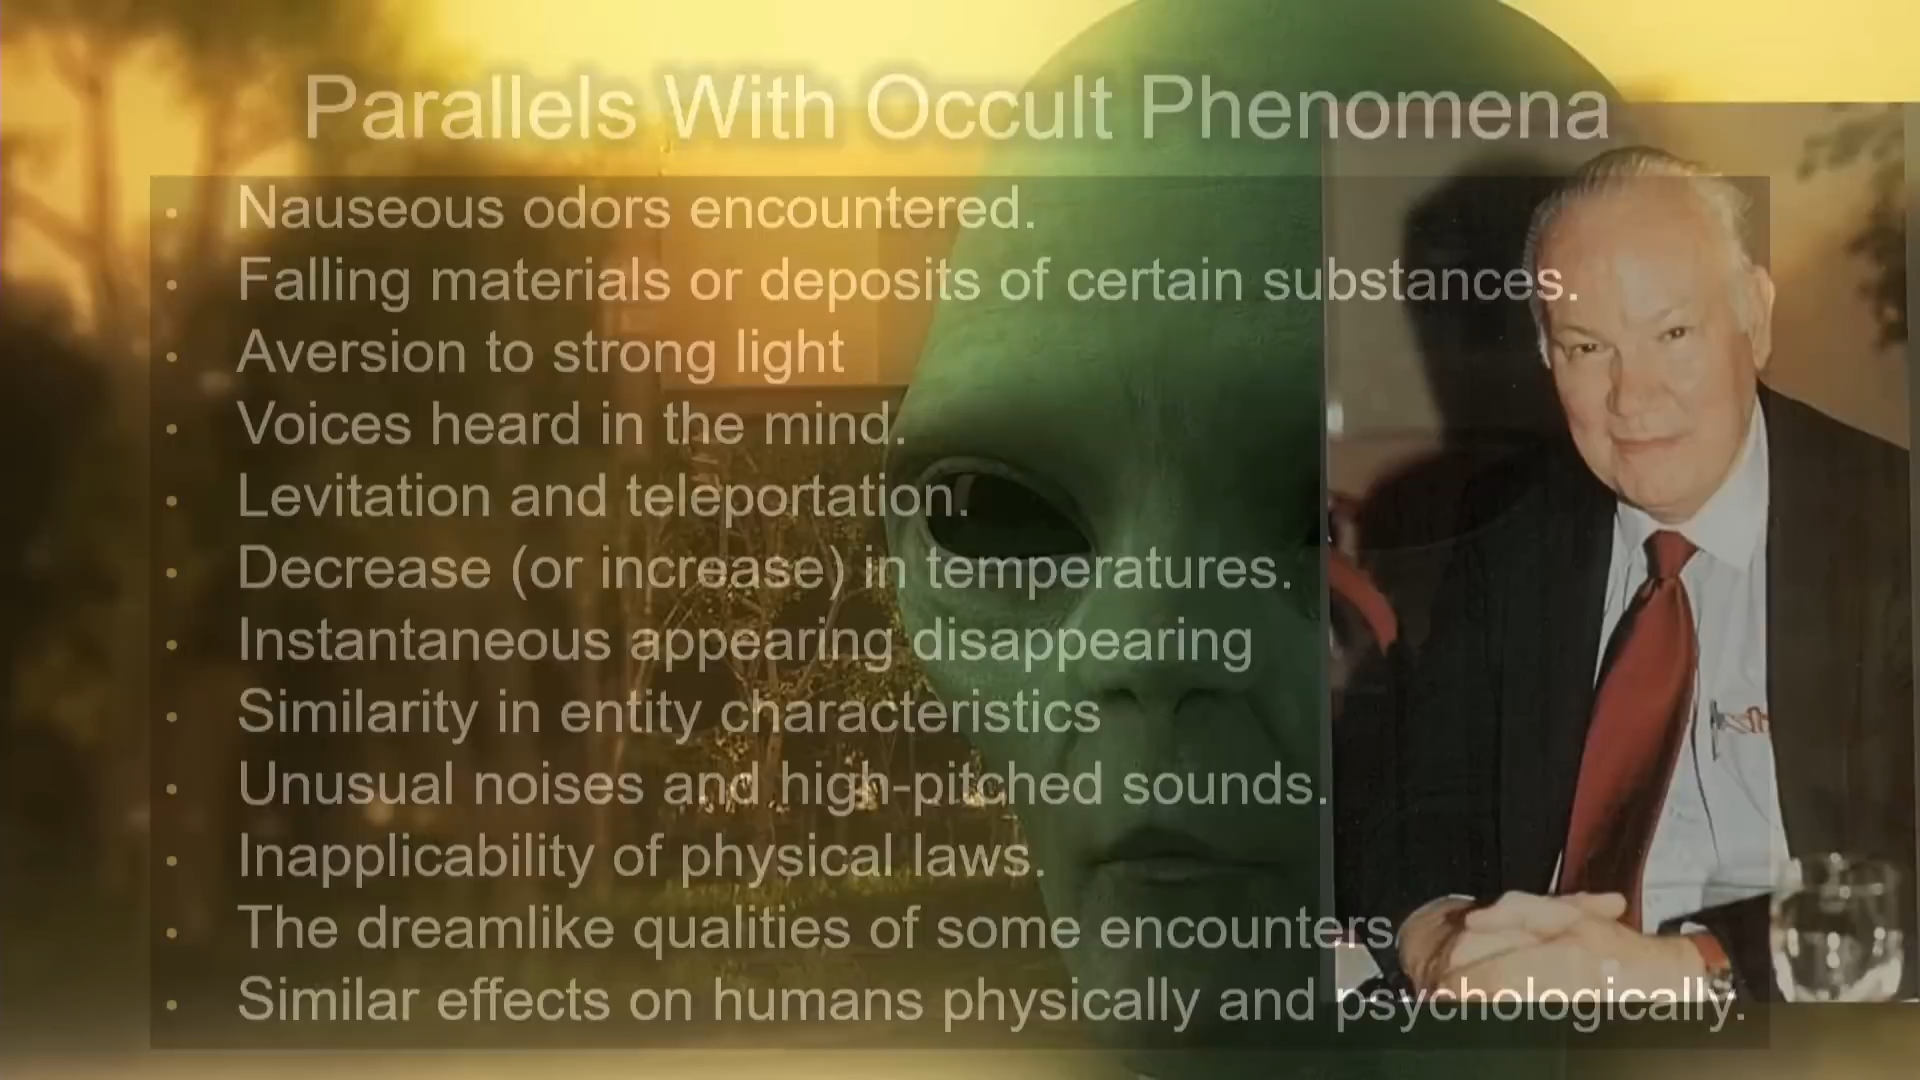 Parallels With Occult Phenomena
• Nauseous odors encountered.
• Falling materials or deposits of certain substances.
• Aversion to strong light
• Voices heard in the mind.
• Levitation and teleportation.
• Decrease (or increase) in temperatures.
• Instantaneous appearing disappearing
• Similarity in entity characteristics
• Unusual noises and high-pitched sounds.
• Inapplicability of physical laws.
• The dreamlike qualities of some encounters.
• Similar effects on humans physically and psychologically.